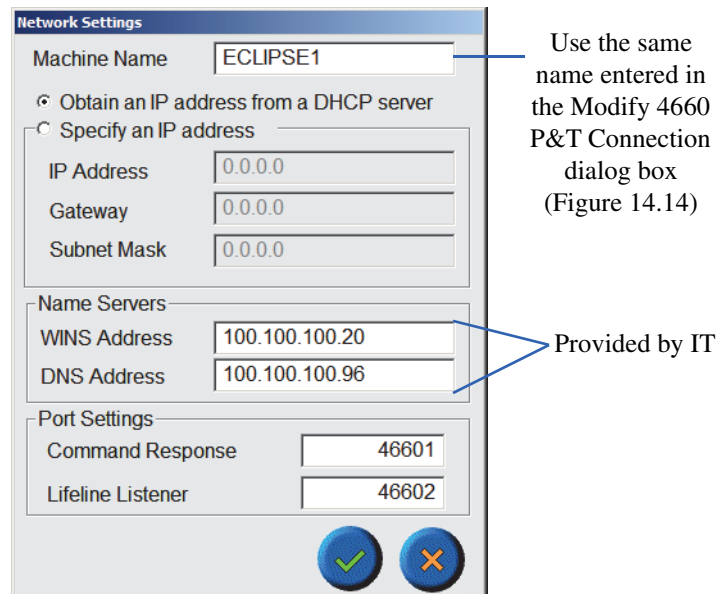 Network Settings
Machine Name ECLIPSE1
Obtain an IP address from a DHCP server
Specify an IP address
IP Address 0.0.0.0
Gateway 0.0.0.0
Subnet Mask 0.0.0.0
Name Servers
WINS Address 100.100.100.20
DNS Address 100.100.100.96
Port Settings
Command Response 46601
Lifeline Listener 46602
Use the same
name entered in
the Modify 4660
P&T Connection
dialog box
(Figure 14.14)
Provided by IT